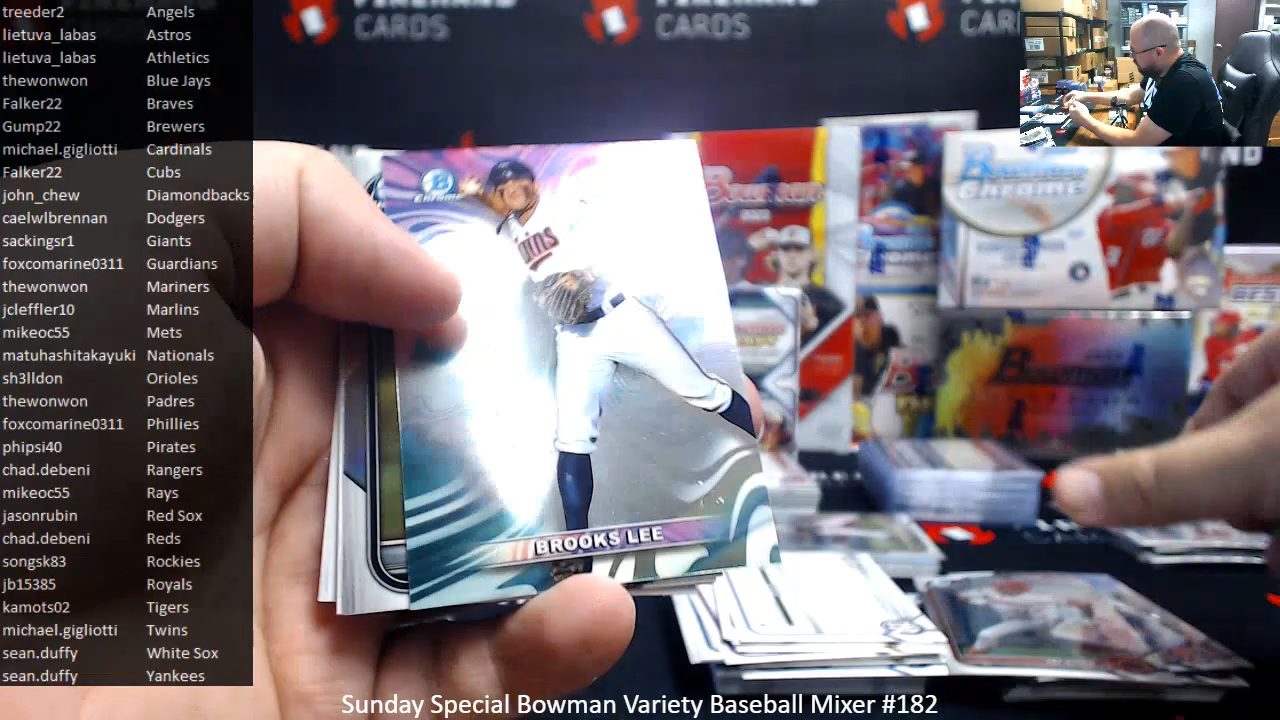 treeder2 Angels
lietuva_labas Astros
lietuva_labas Athletics
thewonwon Blue Jays
Falker22 Braves
Gump22 Brewers
michael.gigliotti Cardinals
Falker22 Cubs
john_chew Diamondbacks
caelwlbrennan Dodgers
sackingsr1 Giants
foxcomarine0311 Guardians
thewonwon Mariners
jcleffler10 Marlins
mikeoc55 Mets
matuhashitakayuki Nationals
sh3lldon Orioles
thewonwon Padres
foxcomarine0311 Phillies
phipsi40 Pirates
chad.debeni Rangers
mikeoc55 Rays
jasonrubin Red Sox
chad.debeni Reds
songsk83 Rockies
jb15385 Royals
kamots02 Tigers
michael.gigliotti Twins
sean.duffy White Sox
sean.duffy Yankees
CARDS
CARDS
Bowman
Bowman
Chrome
Bowman
Chrome
BROOKS LEE
Sunday Special Bowman Variety Baseball Mixer #182